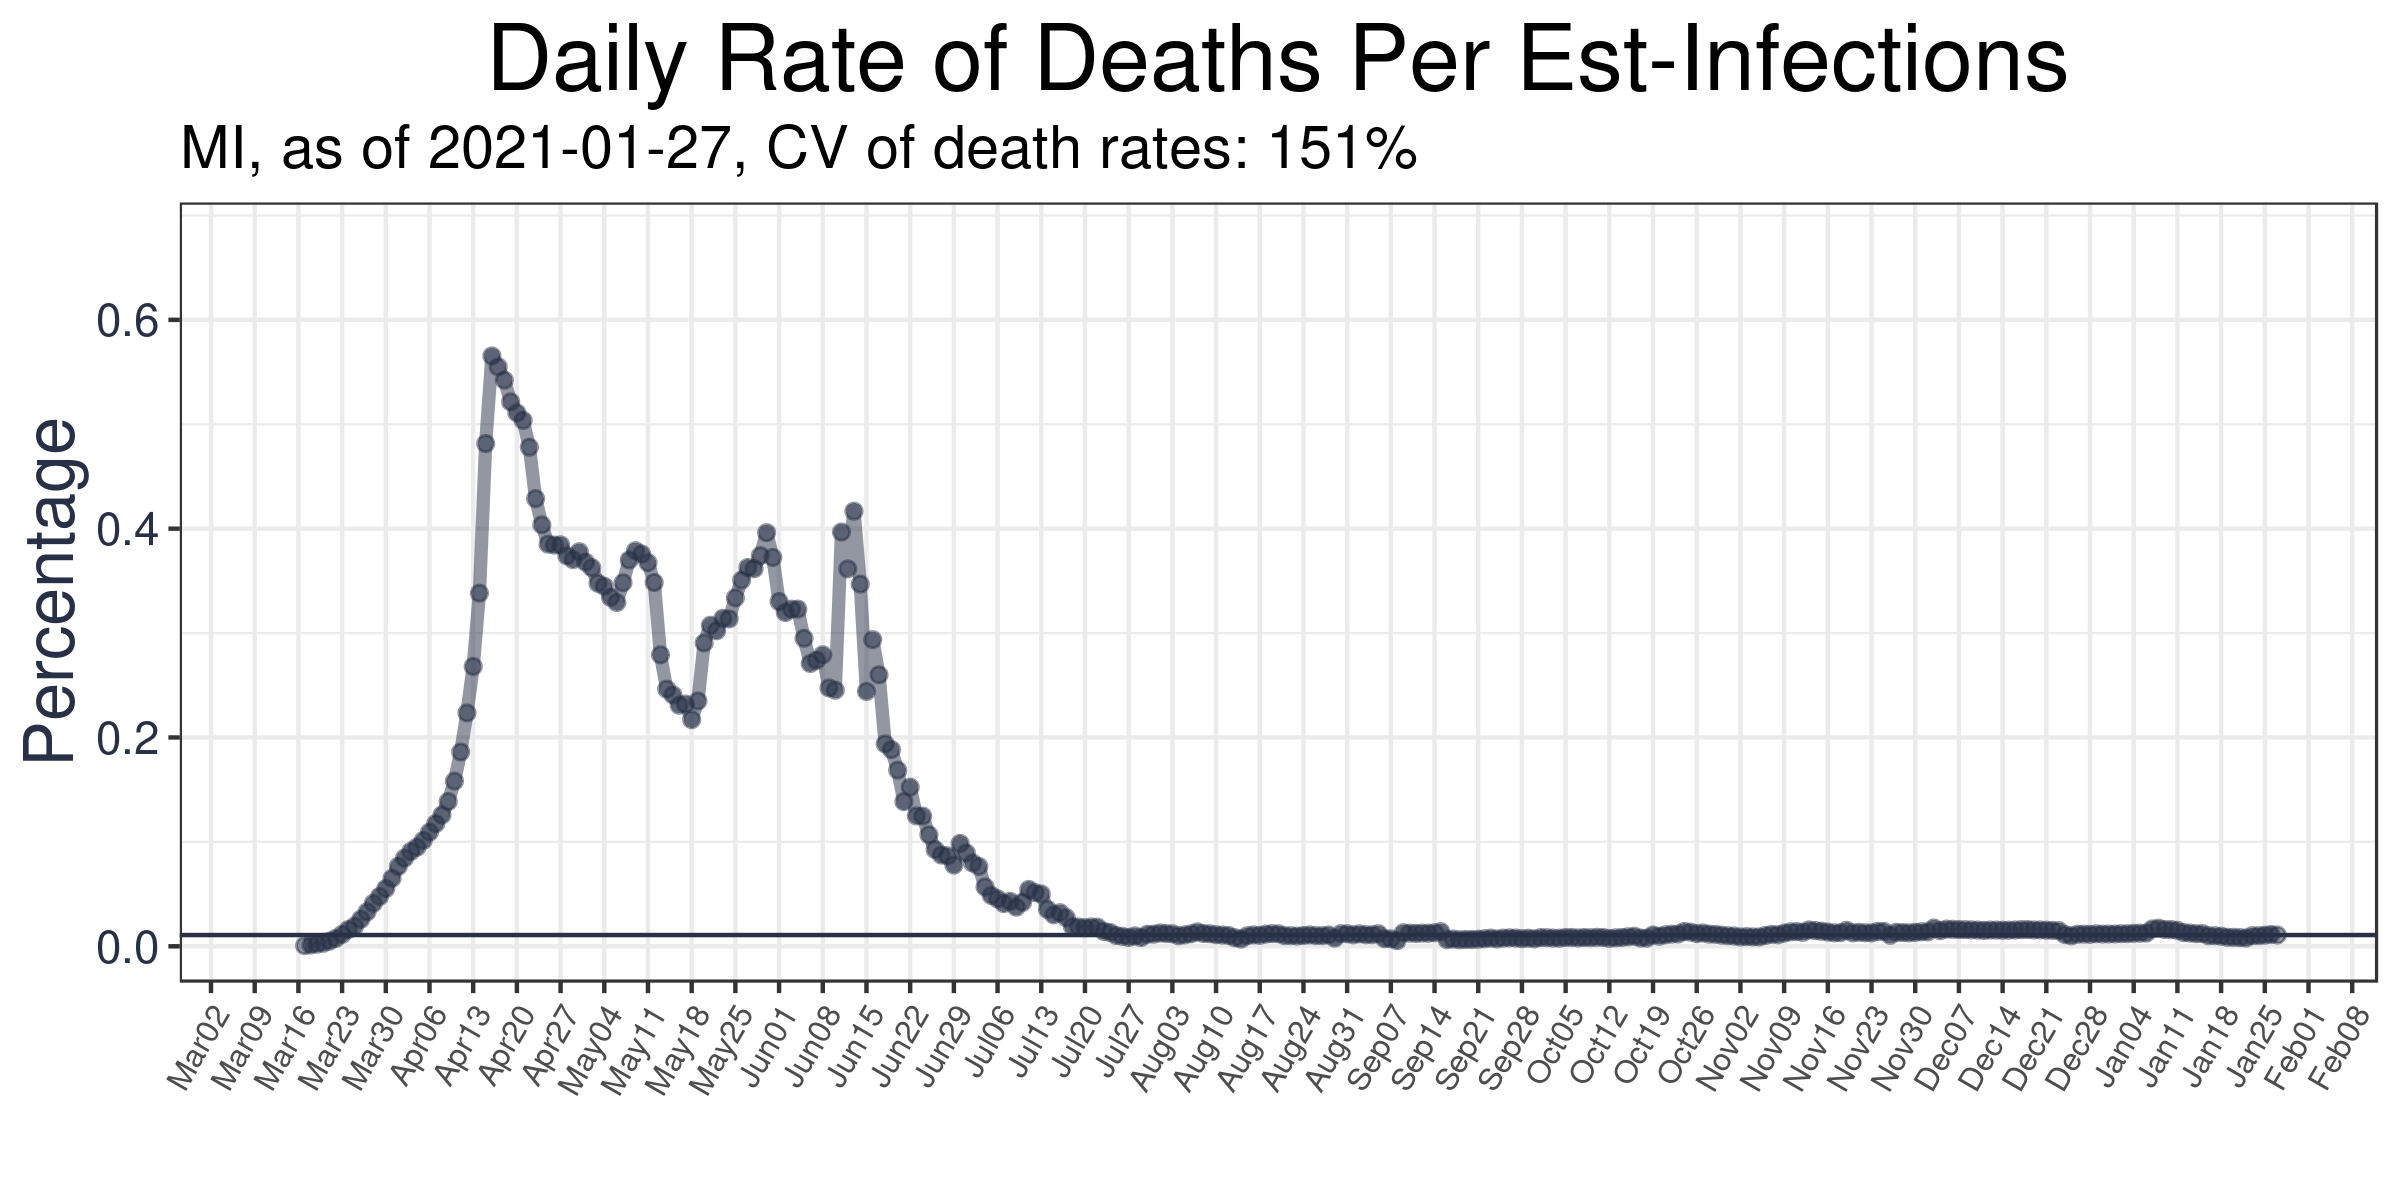 Daily Rate of Deaths Per Est-Infections
MI, as of 2021-01-27, CV of death rates: 151%
Percentage
0.6
0.4
0.2
0.0
Mar02
Mar09
Mar16
Mar23
Mar30
Apr06
Apr13
Apr20
Apr27
May04
May11
May18
May25
Jun01
Jun08
Jun15
Jun22
Jun29
Jul06
Jul13
Jul20
Jul27
Aug03
Aug10
Aug17
Aug24
Aug31
Sep07
Sep14
Sep21
Sep28
Oct05
Oct12
Oct19
Oct26
Nov02
Nov09
Nov16
Nov23
Nov30
Dec07
Dec14
Dec21
Dec28
Jan04
Jan11
Jan18
Jan25
Feb01
Feb08